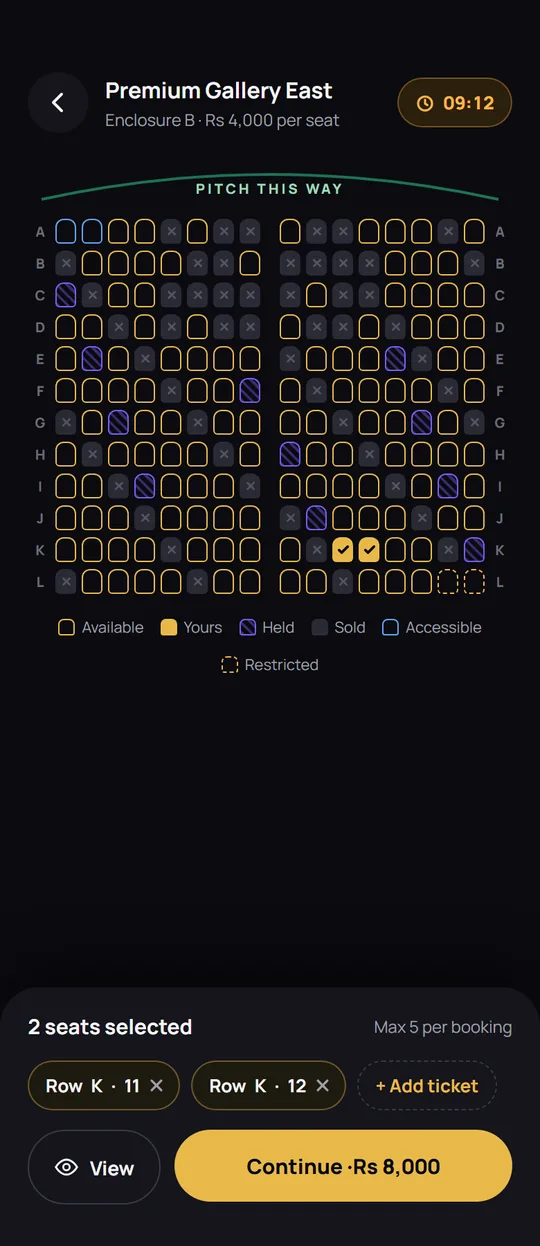 Premium Gallery East
Enclosure B · Rs 4,000 per seat
09:12
PITCH THIS WAY
A A
B B
C C
D D
E E
F F
G G
H H
I I
J J
K K
L L
Available Yours Held Sold Accessible
Restricted
2 seats selected Max 5 per booking
Row K · 11 × Row K · 12 × + Add ticket
View Continue ·Rs 8,000